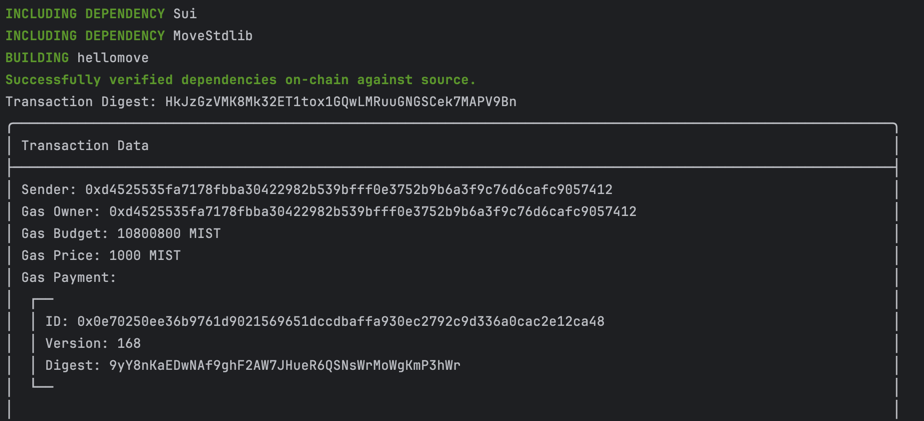 INCLUDING DEPENDENCY Sui
INCLUDING DEPENDENCY MoveStdlib
BUILDING hellomove
Successfully verified dependencies on-chain against source.
Transaction Digest: HkJzGzVMK8Mk32ET1tox1GQwLMRuuGNGSCek7MAPV9Bn
Transaction Data
Sender: 0xd4525535fa7178fbba30422982b539bfff0e3752b9b6a3f9c76d6cafc9057412
Gas Owner: 0xd4525535fa7178fbba30422982b539bfff0e3752b9b6a3f9c76d6cafc9057412
Gas Budget: 10800800 MIST
Gas Price: 1000 MIST
Gas Payment:
ID: 0x0e70250ee36b9761d9021569651dccdbaffa930ec2792c9d336a0cac2e12ca48
Version: 168
Digest: 9yY8nKaEDwNAf9ghF2AW7JHueR6QSNsWrMoWgKmP3hWr